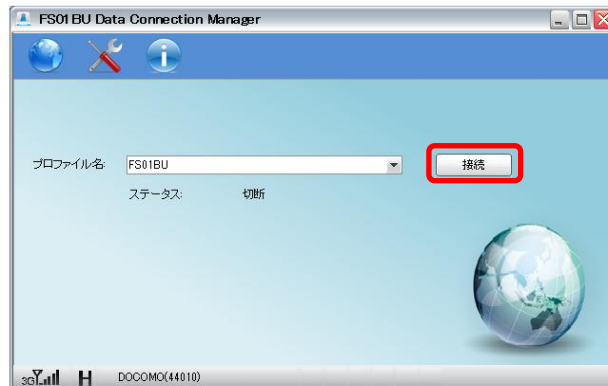 FS01BU Data Connection Manager
プロファイル名: FS01BU 接続
ステータス: 切断
3G H DOCOMO(44010)